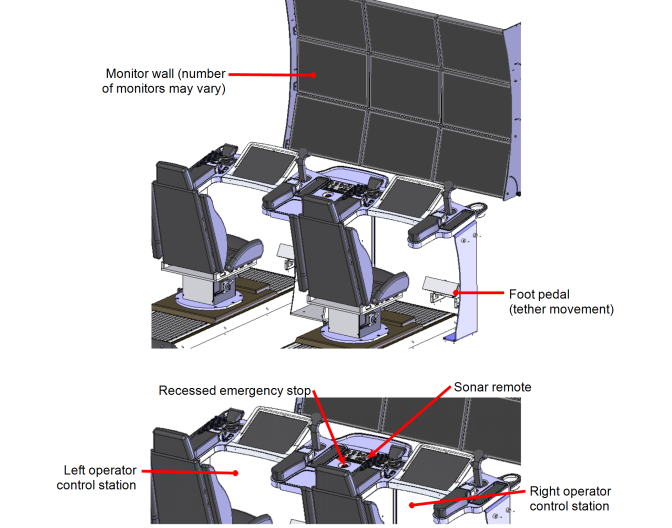 Monitor wall (number
of monitors may vary)
Foot pedal
(tether movement)
Recessed emergency stop
Sonar remote
Left operator
control station
Right operator
control station